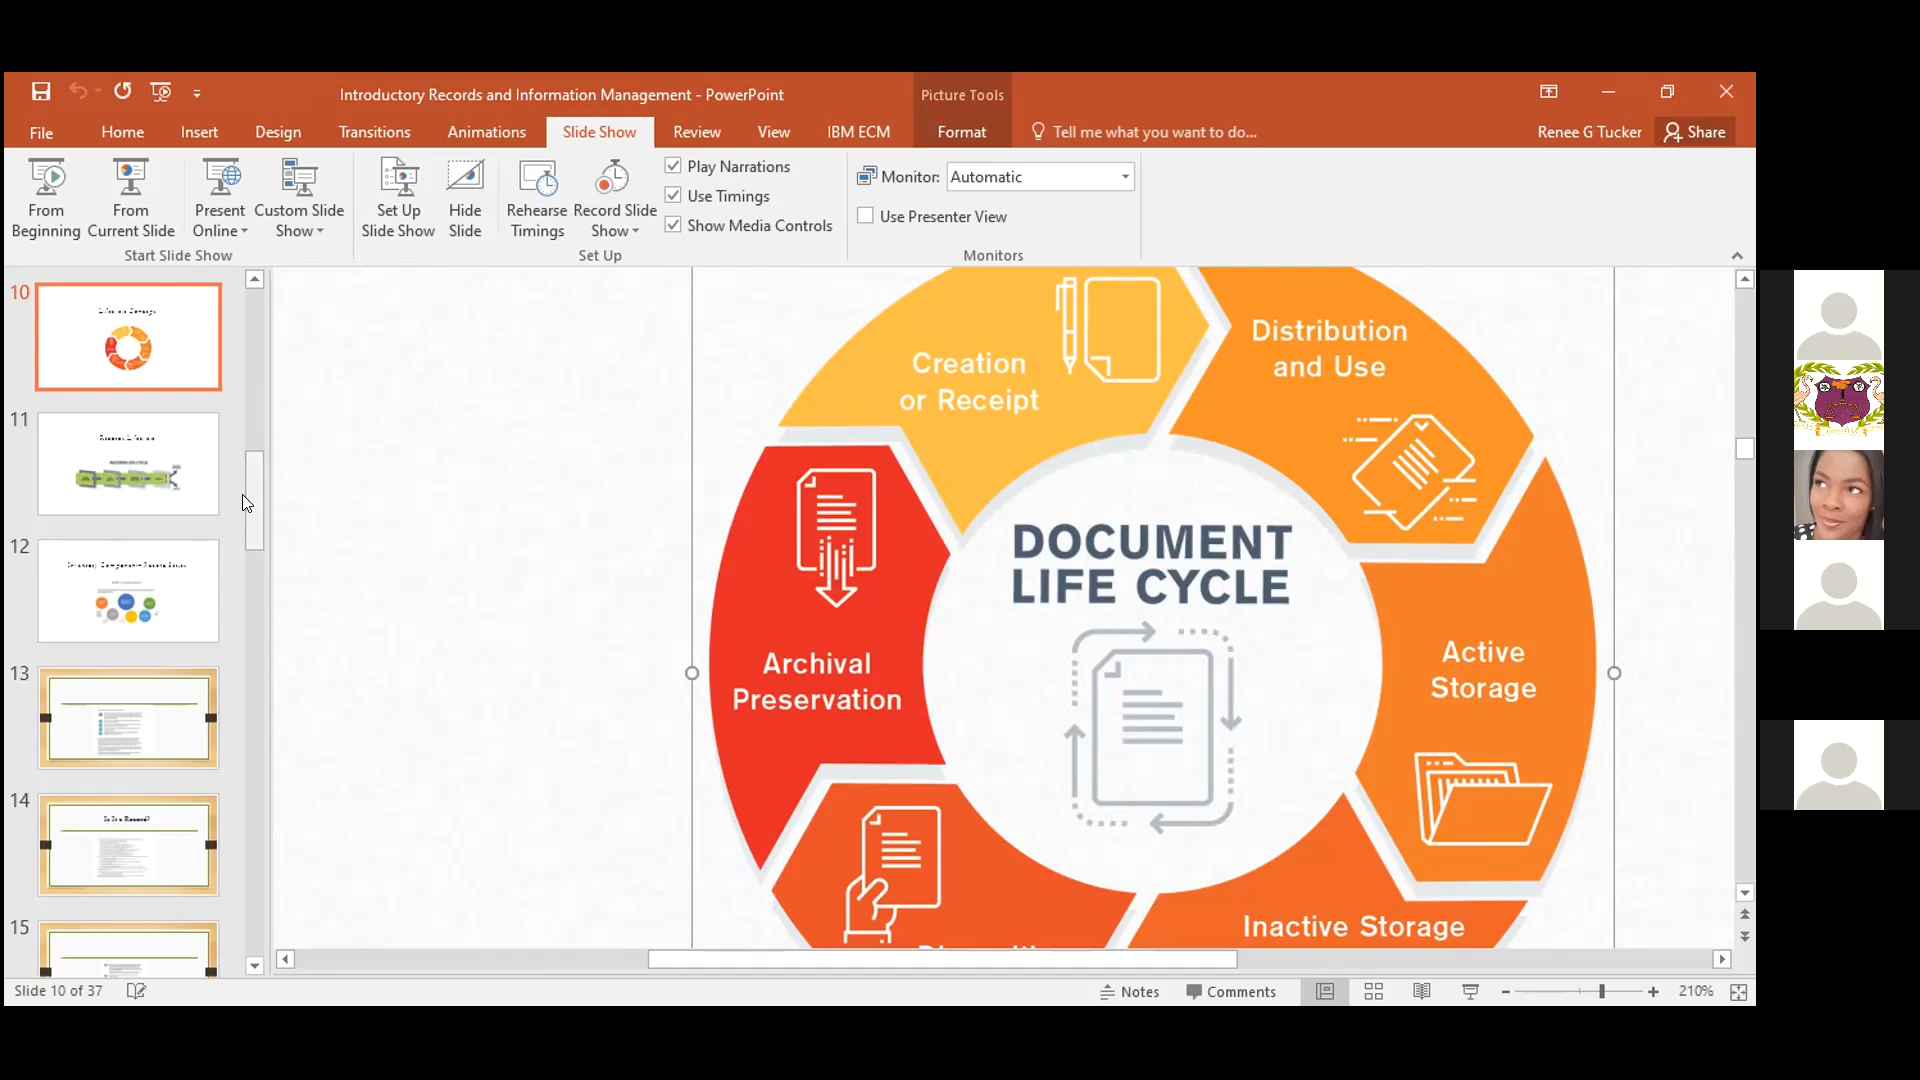 Introductory Records and Information Management - PowerPoint
Picture Tools
File
Home
Insert
Design
Transitions
Animations
Slide Show
Review
View
IBM ECM
Format
Tell me what you want to do...
Renee G Tucker
Share
From
Beginning
From
Current Slide
Present
Online
Custom Slide
Show
Start Slide Show
Set Up
Slide Show
Hide
Slide
Rehearse
Timings
Record Slide
Show
Play Narrations
Use Timings
Show Media Controls
Set Up
Monitor:
Automatic
Use Presenter View
Monitors
10
11
12
13
14
Is It a Record?
15
Creation
or Receipt
Distribution
and Use
DOCUMENT
LIFE CYCLE
Active
Storage
Archival
Preservation
Inactive Storage
Slide 10 of 37
Notes
Comments
210%